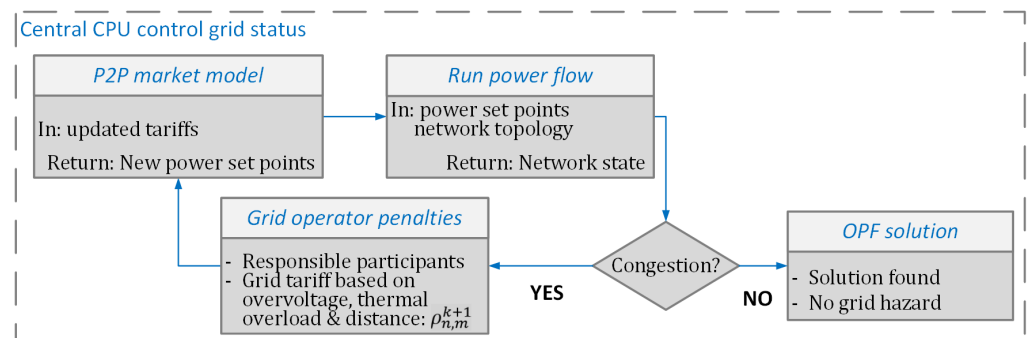 Central CPU control grid status
P2P market model
In: updated tariffs
Return: New power set points
Run power flow
In: power set points
network topology
Return: Network state
Grid operator penalties
- Responsible participants
- Grid tariff based on
overvoltage, thermal
overload & distance: ρ_{n,m}^{k+1}
Congestion?
YES
NO
OPF solution
- Solution found
- No grid hazard